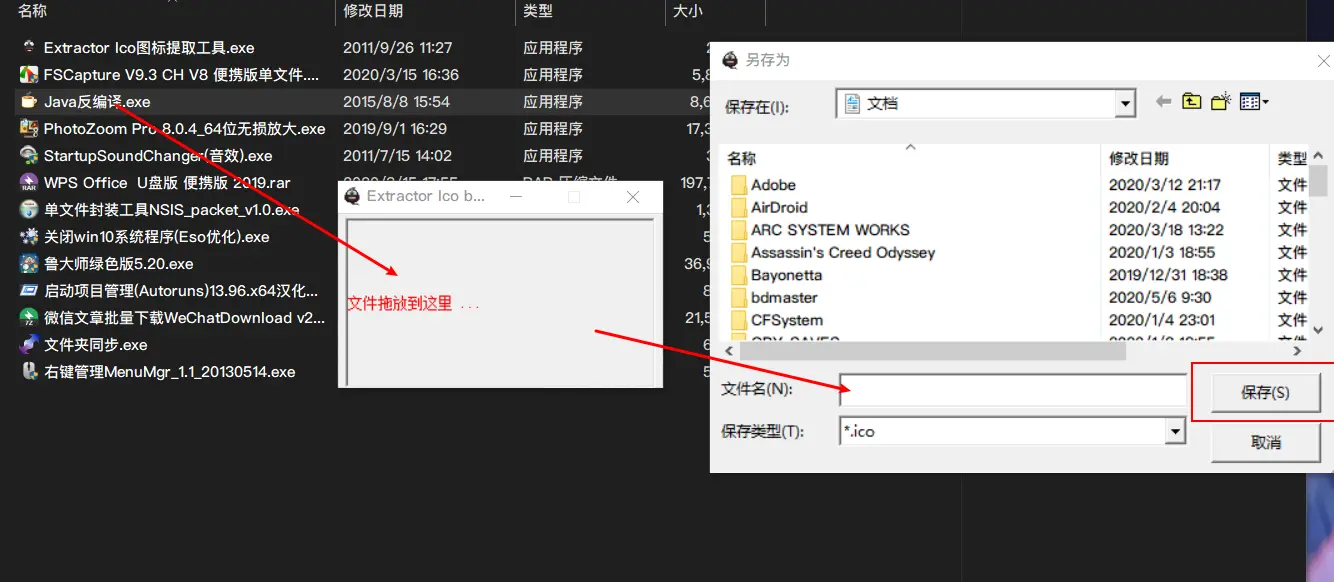 名称 修改日期 类型 大小
Extractor Ico图标提取工具.exe 2011/9/26 11:27 应用程序
FSCapture V9.3 CH V8 便携版单文件.... 2020/3/15 16:36 应用程序 5,8
Java反编译.exe 2015/8/8 15:54 应用程序 8,6
PhotoZoom Pro 8.0.4_64位无损放大.exe 2019/9/1 16:29 应用程序 17,3
StartupSoundChanger(音效).exe 2011/7/15 14:02 应用程序
WPS Office U盘版 便携版 2019.rar 197,7
单文件封装工具NSIS_packet_v1.0.exe 1,3
关闭win10系统程序(Eso优化).exe 5
鲁大师绿色版5.20.exe 36,9
启动项目管理(Autoruns)13.96.x64汉化... 8
微信文章批量下载WeChatDownload v2... 21,5
文件夹同步.exe 6
右键管理MenuMgr_1.1_20130514.exe 5
Extractor Ico b...
文件拖放到这里 ...
另存为
保存在(I): 文档
名称 修改日期 类型
Adobe 2020/3/12 21:17 文件
AirDroid 2020/2/4 20:04 文件
ARC SYSTEM WORKS 2020/3/18 13:22 文件
Assassin's Creed Odyssey 2020/1/3 18:55 文件
Bayonetta 2019/12/31 18:38 文件
bdmaster 2020/5/6 9:30 文件
CFSystem 2020/1/4 23:01 文件
文件名(N): 保存(S)
保存类型(T): *.ico 取消